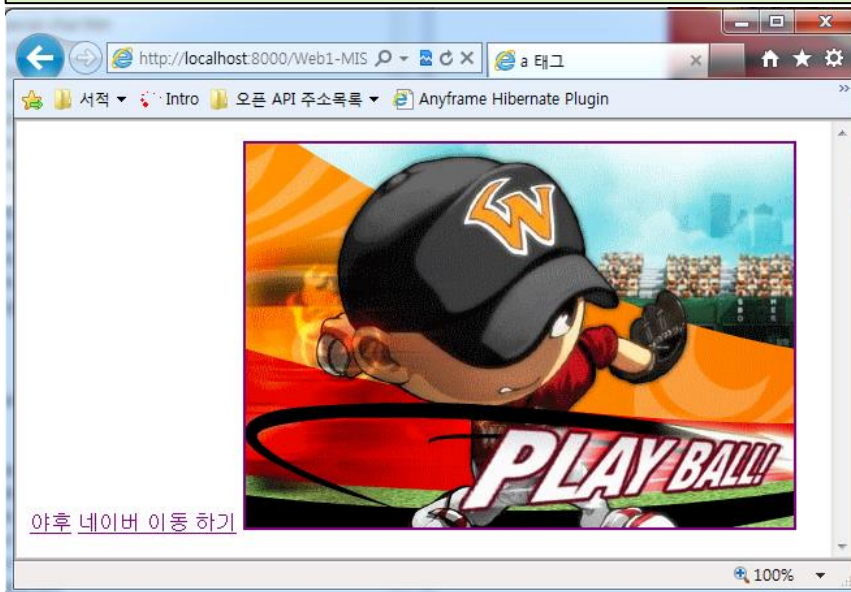 http://localhost:8000/Web1-MIS
a 태그
서적 Intro 오픈 API 주소목록 Anyframe Hibernate Plugin
W
PLAY BALL!
야후 네이버 이동 하기
100%